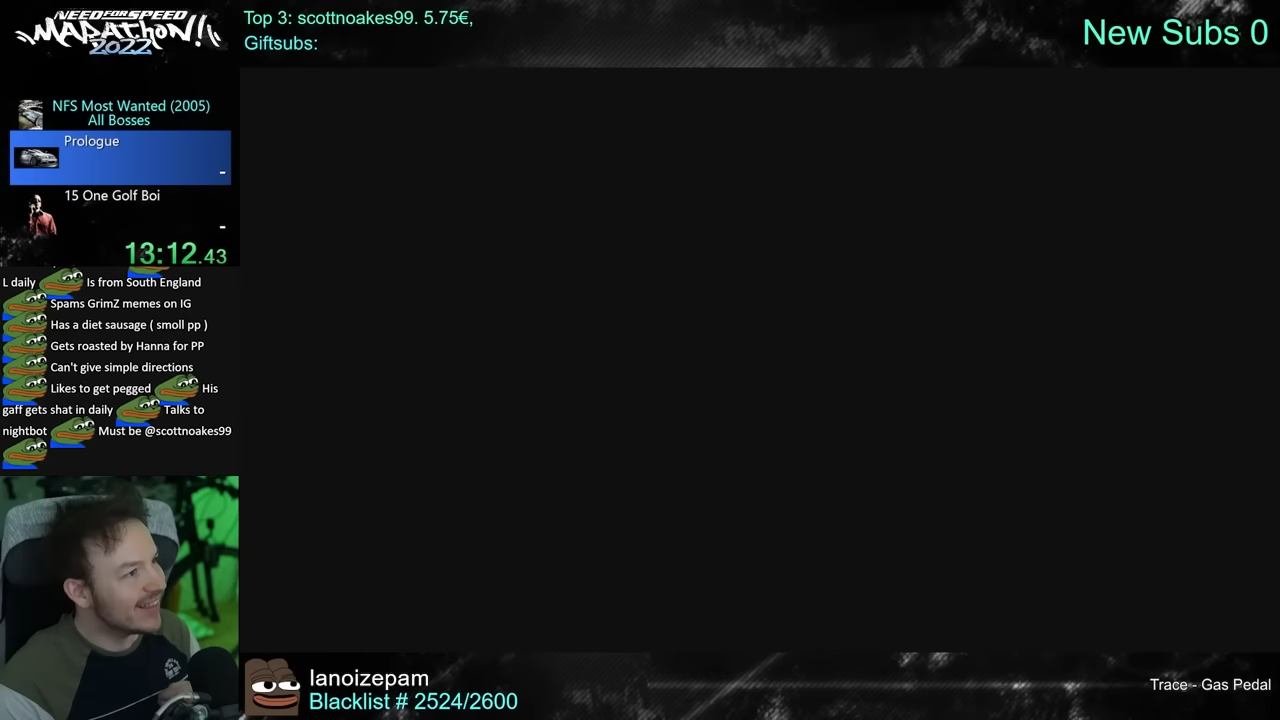 NEED FOR SPEED
MARATHON!!
2022
Top 3: scottnoakes99. 5.75€,
Giftsubs:
New Subs 0
NFS Most Wanted (2005)
All Bosses
Prologue
-
15 One Golf Boi
-
13:12.43
L daily Is from South England
Spams GrimZ memes on IG
Has a diet sausage ( smoll pp )
Gets roasted by Hanna for PP
Can't give simple directions
Likes to get pegged His
gaff gets shat in daily Talks to
nightbot Must be @scottnoakes99
Ianoizepam
Blacklist # 2524/2600
Trace - Gas Pedal